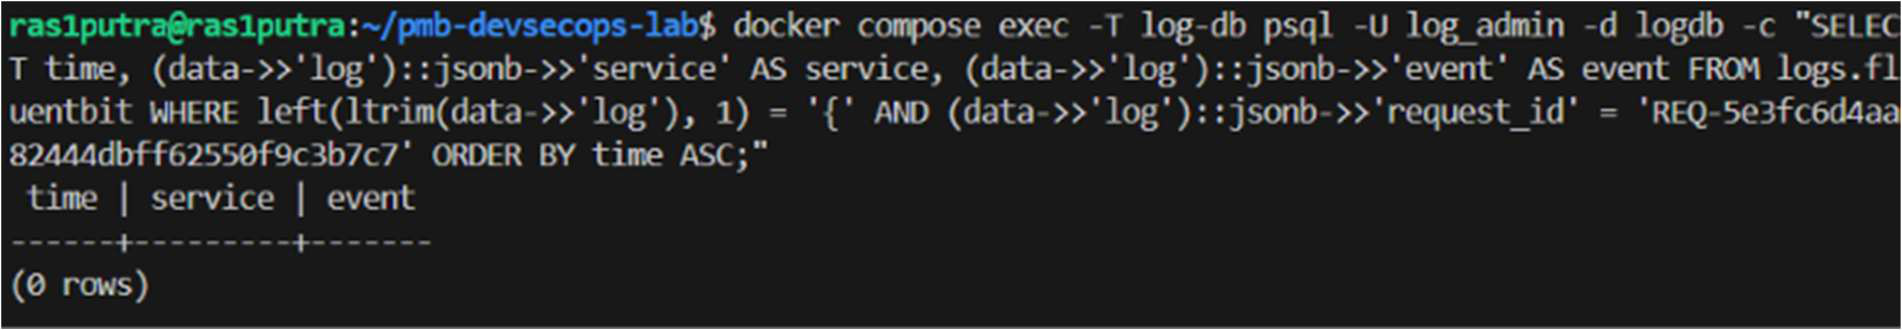 ras1putra@ras1putra:~/pmb-devsecops-lab$ docker compose exec -T log-db psql -U log_admin -d logdb -c "SELEC
T time, (data->>'log')::jsonb->>'service' AS service, (data->>'log')::jsonb->>'event' AS event FROM logs.fl
uentbit WHERE left(ltrim(data->>'log'), 1) = '{' AND (data->>'log')::jsonb->>'request_id' = 'REQ-5e3fc6d4aa
82444dbff62550f9c3b7c7' ORDER BY time ASC;"
 time | service | event
------+---------+-------
(0 rows)